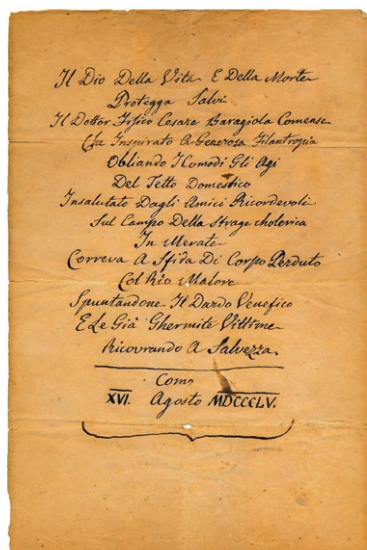 Il Dio Della Vita E Della Morte
Protegga Salvi
Il Dottor Fisico Cesare Baragiola Comense
Che Inspirato A Generosa Filantropia
Obliando I Comodi Gli Agi
Del Tetto Domestico
Insalutate Dagli Amici Ricordevoli
Sul Campo Della Strage Cholerica
In Merate
Correva A Sfida Di Corpo Perduto
Col Rio Malore
Spuntandone Il Dardo Venefico
E Le Già Ghermite Vittime
Ricovrando A Salvezza
Como
XVI. Agosto MDCCCLV.